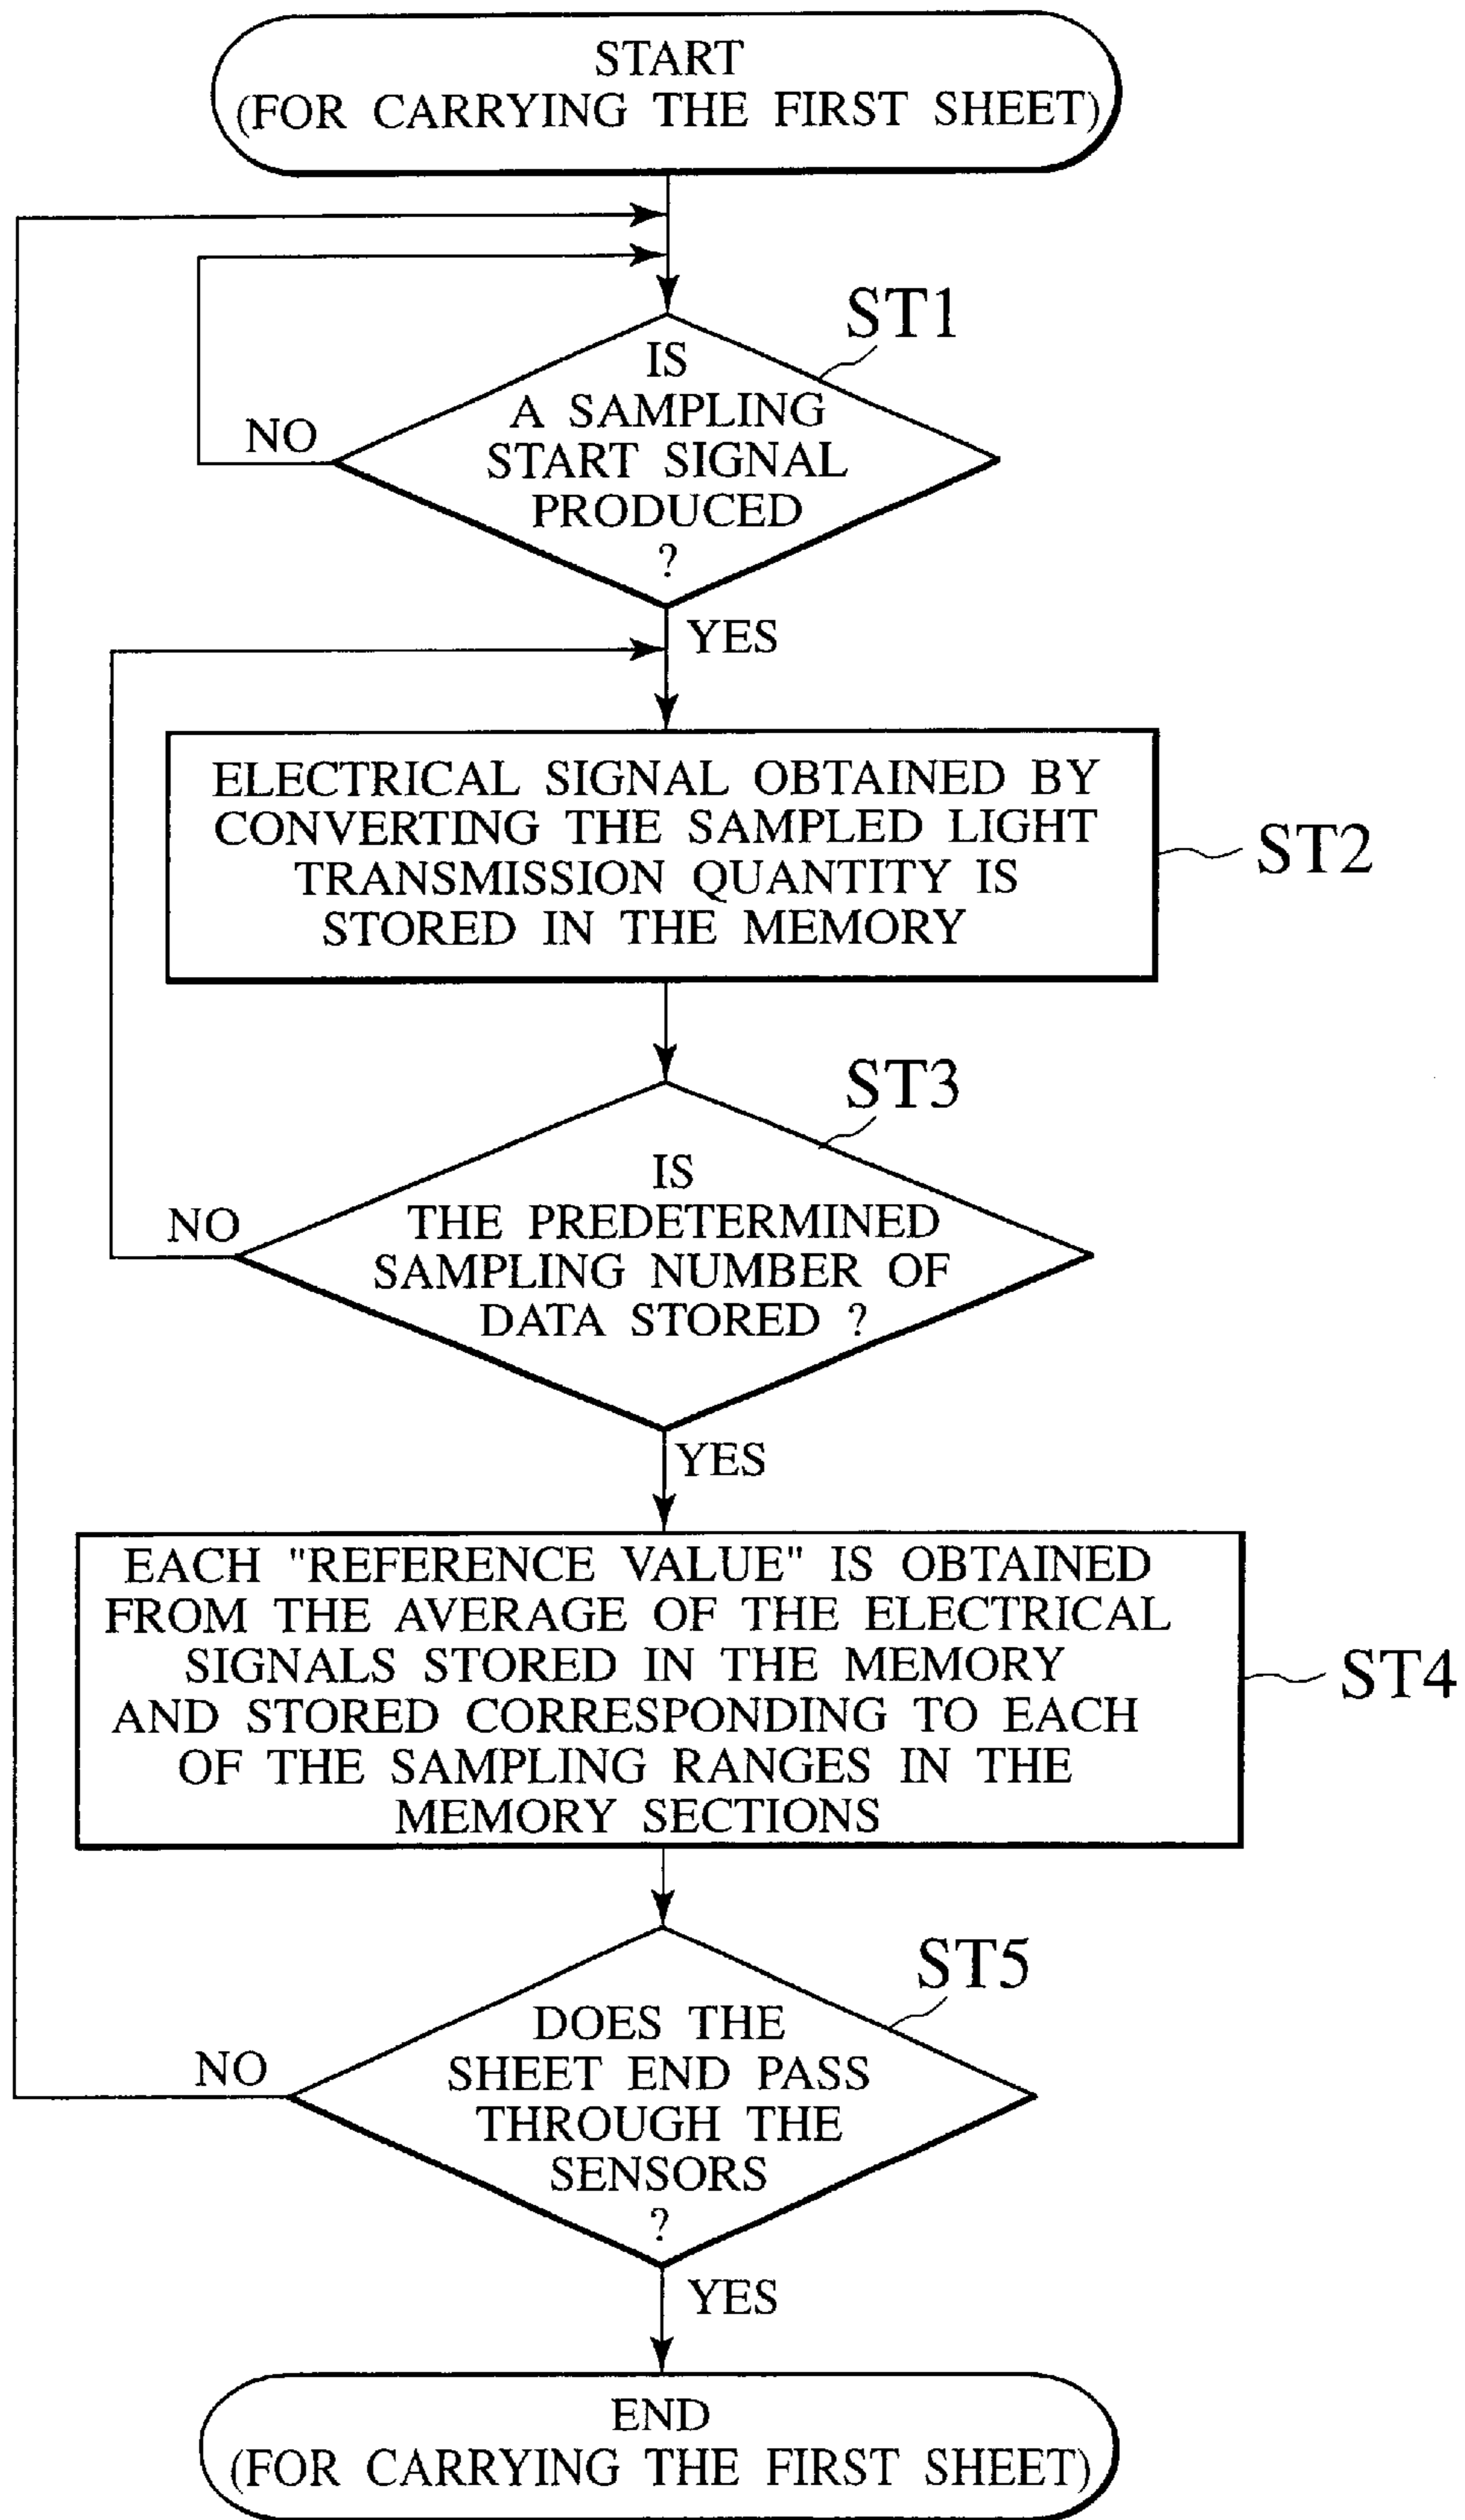 START
(FOR CARRYING THE FIRST SHEET)
ST1
IS
A SAMPLING
START SIGNAL
PRODUCED
?
NO
YES
ELECTRICAL SIGNAL OBTAINED BY
CONVERTING THE SAMPLED LIGHT
TRANSMISSION QUANTITY IS
STORED IN THE MEMORY
ST2
ST3
IS
THE PREDETERMINED
SAMPLING NUMBER OF
DATA STORED ?
NO
YES
EACH "REFERENCE VALUE" IS OBTAINED
FROM THE AVERAGE OF THE ELECTRICAL
SIGNALS STORED IN THE MEMORY
AND STORED CORRESPONDING TO EACH
OF THE SAMPLING RANGES IN THE
MEMORY SECTIONS
ST4
ST5
DOES THE
SHEET END PASS
THROUGH THE
SENSORS
?
NO
YES
END
(FOR CARRYING THE FIRST SHEET)